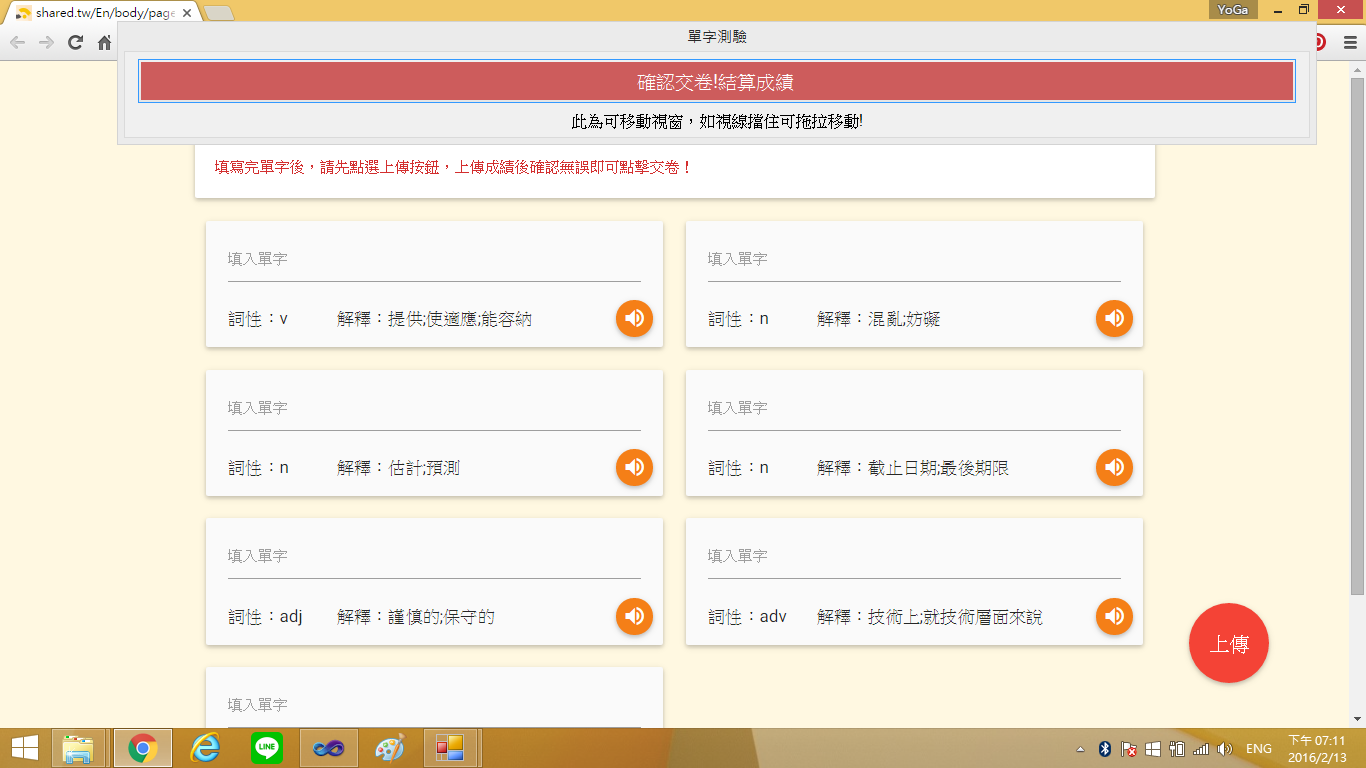 shared.tw/En/body/page
YoGa
單字測驗
確認交卷!結算成績
此為可移動視窗，如視線擋住可拖拉移動!
填寫完單字後，請先點選上傳按鈕，上傳成績後確認無誤即可點擊交卷！
填入單字
詞性：v 解釋：提供;使適應;能容納
填入單字
詞性：n 解釋：混亂;妨礙
填入單字
詞性：n 解釋：估計;預測
填入單字
詞性：n 解釋：截止日期;最後期限
填入單字
詞性：adj 解釋：謹慎的;保守的
填入單字
詞性：adv 解釋：技術上;就技術層面來說
上傳
填入單字
LINE
ENG
下午 07:11
2016/2/13